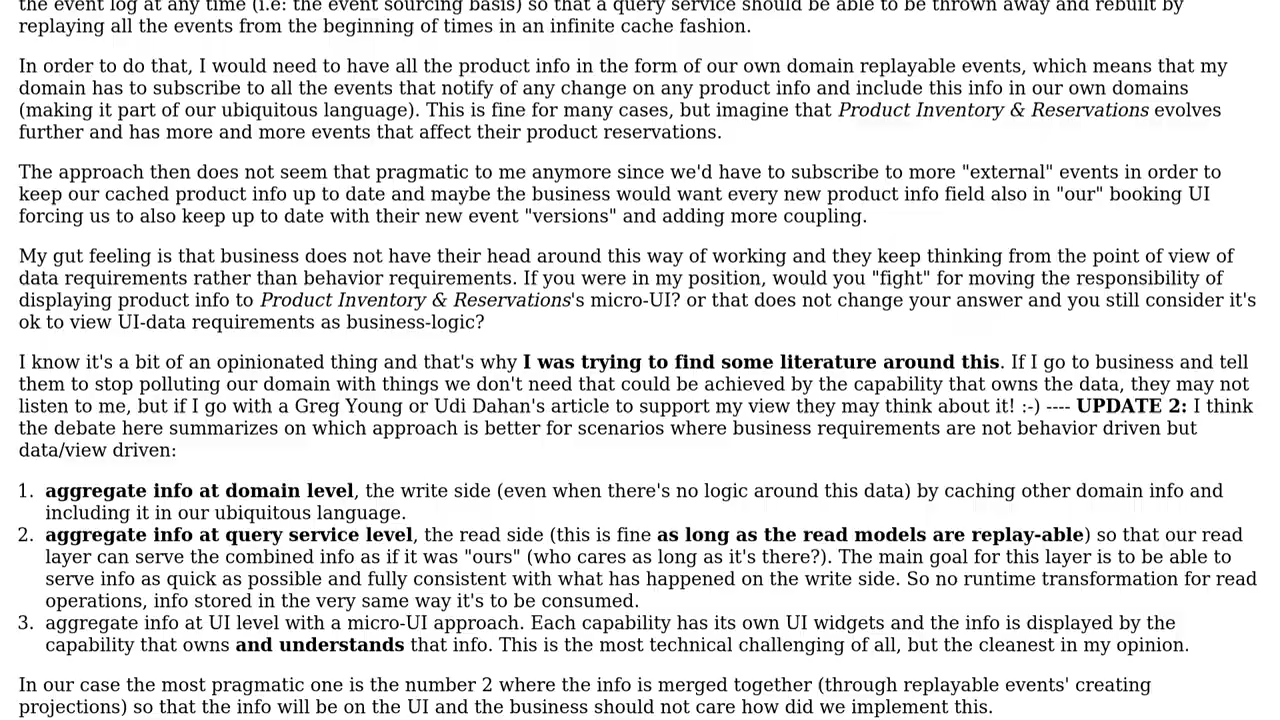 the event log at any time (i.e: the event sourcing basis) so that a query service should be able to be thrown away and rebuilt by
replaying all the events from the beginning of times in an infinite cache fashion.
In order to do that, I would need to have all the product info in the form of our own domain replayable events, which means that my
domain has to subscribe to all the events that notify of any change on any product info and include this info in our own domains
(making it part of our ubiquitous language). This is fine for many cases, but imagine that Product Inventory & Reservations evolves
further and has more and more events that affect their product reservations.
The approach then does not seem that pragmatic to me anymore since we'd have to subscribe to more "external" events in order to
keep our cached product info up to date and maybe the business would want every new product info field also in "our" booking UI
forcing us to also keep up to date with their new event "versions" and adding more coupling.
My gut feeling is that business does not have their head around this way of working and they keep thinking from the point of view of
data requirements rather than behavior requirements. If you were in my position, would you "fight" for moving the responsibility of
displaying product info to Product Inventory & Reservations's micro-UI? or that does not change your answer and you still consider it's
ok to view UI-data requirements as business-logic?
I know it's a bit of an opinionated thing and that's why I was trying to find some literature around this. If I go to business and tell
them to stop polluting our domain with things we don't need that could be achieved by the capability that owns the data, they may not
listen to me, but if I go with a Greg Young or Udi Dahan's article to support my view they may think about it! :-) ---- UPDATE 2: I think
the debate here summarizes on which approach is better for scenarios where business requirements are not behavior driven but
data/view driven:
1. aggregate info at domain level, the write side (even when there's no logic around this data) by caching other domain info and
including it in our ubiquitous language.
2. aggregate info at query service level, the read side (this is fine as long as the read models are replay-able) so that our read
layer can serve the combined info as if it was "ours" (who cares as long as it's there?). The main goal for this layer is to be able to
serve info as quick as possible and fully consistent with what has happened on the write side. So no runtime transformation for read
operations, info stored in the very same way it's to be consumed.
3. aggregate info at UI level with a micro-UI approach. Each capability has its own UI widgets and the info is displayed by the
capability that owns and understands that info. This is the most technical challenging of all, but the cleanest in my opinion.
In our case the most pragmatic one is the number 2 where the info is merged together (through replayable events' creating
projections) so that the info will be on the UI and the business should not care how did we implement this.